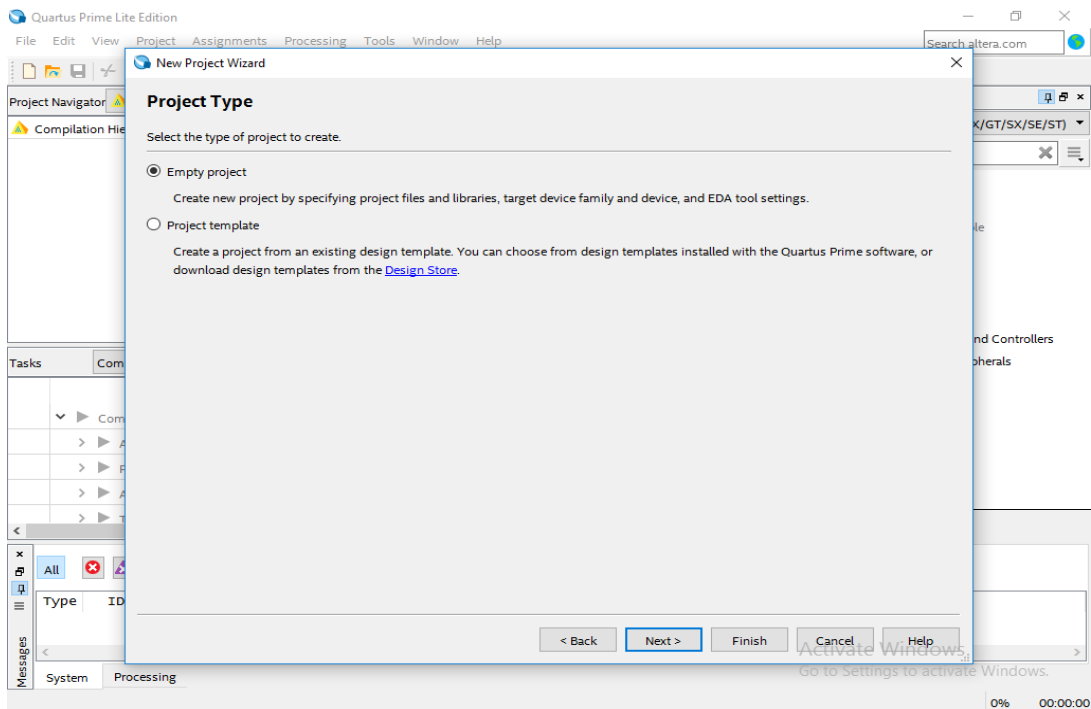 Quartus Prime Lite Edition
File Edit View Project Assignments Processing Tools Window Help
Search altera.com
New Project Wizard
Project Navigator
Compilation Hie
Project Type
Select the type of project to create.
X/GT/SX/SE/ST)
Empty project
Create new project by specifying project files and libraries, target device family and device, and EDA tool settings.
Project template
Create a project from an existing design template. You can choose from design templates installed with the Quartus Prime software, or
download design templates from the Design Store.
nd Controllers
pherals
Tasks Com
Com
All
Type ID
< Back Next > Finish Cancel Help
Activate Windows
Go to Settings to activate Windows.
Messages
System Processing
0% 00:00:00